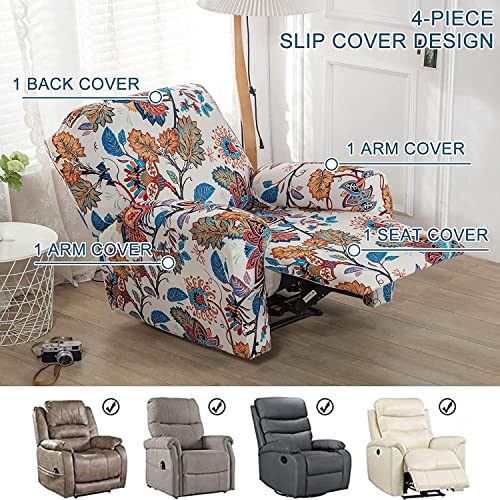 4-PIECE
SLIP COVER DESIGN
1 BACK COVER
1 ARM COVER
1 ARM COVER
1 SEAT COVER